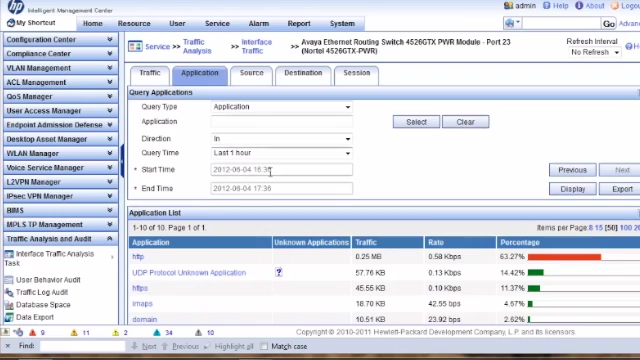 hp Intelligent Management Center
admin Help About Logout
My Shortcut Home Resource User Service Alarm Report System Go Advanced
Configuration Center
Compliance Center
VLAN Management
ACL Management
QoS Manager
User Access Manager
Endpoint Admission Defense
Desktop Asset Manager
WLAN Manager
Voice Service Manager
L2VPN Manager
IPsec VPN Manager
BIMS
MPLS TP Management
Traffic Analysis and Audit
Interface Traffic Analysis Task
User Behavior Audit
Traffic Log Audit
Database Space
Data Export
Service >> Traffic Analysis >> Interface Traffic >> Avaya Ethernet Routing Switch 4526GTX PWR Module - Port 23 (Nortel 4526GTX-PWR)
Refresh Interval
No Refresh
Traffic Application Source Destination Session
Query Applications
Query Type Application
Application Select Clear
Direction In
Query Time Last 1 hour
* Start Time 2012-06-04 16:36 Previous Next
* End Time 2012-06-04 17:36 Display Export
Application List
1-10 of 10. Page 1 of 1. Items per Page: 8 15 [50] 100 20
Application Unknown Applications Traffic Rate Percentage
http 0.25 MB 0.58 Kbps 63.27%
UDP Protocol Unknown Application ? 57.76 KB 0.13 Kbps 14.42%
https 45.55 KB 0.10 Kbps 11.37%
imaps 18.70 KB 42.55 bps 4.67%
domain 10.51 KB 23.92 bps 2.62%
9 11 2 34 10
Copyright © 2010-2011 Hewlett-Packard Development Company, L.P. and its licensors.
× Find: Next Previous Highlight all Match case